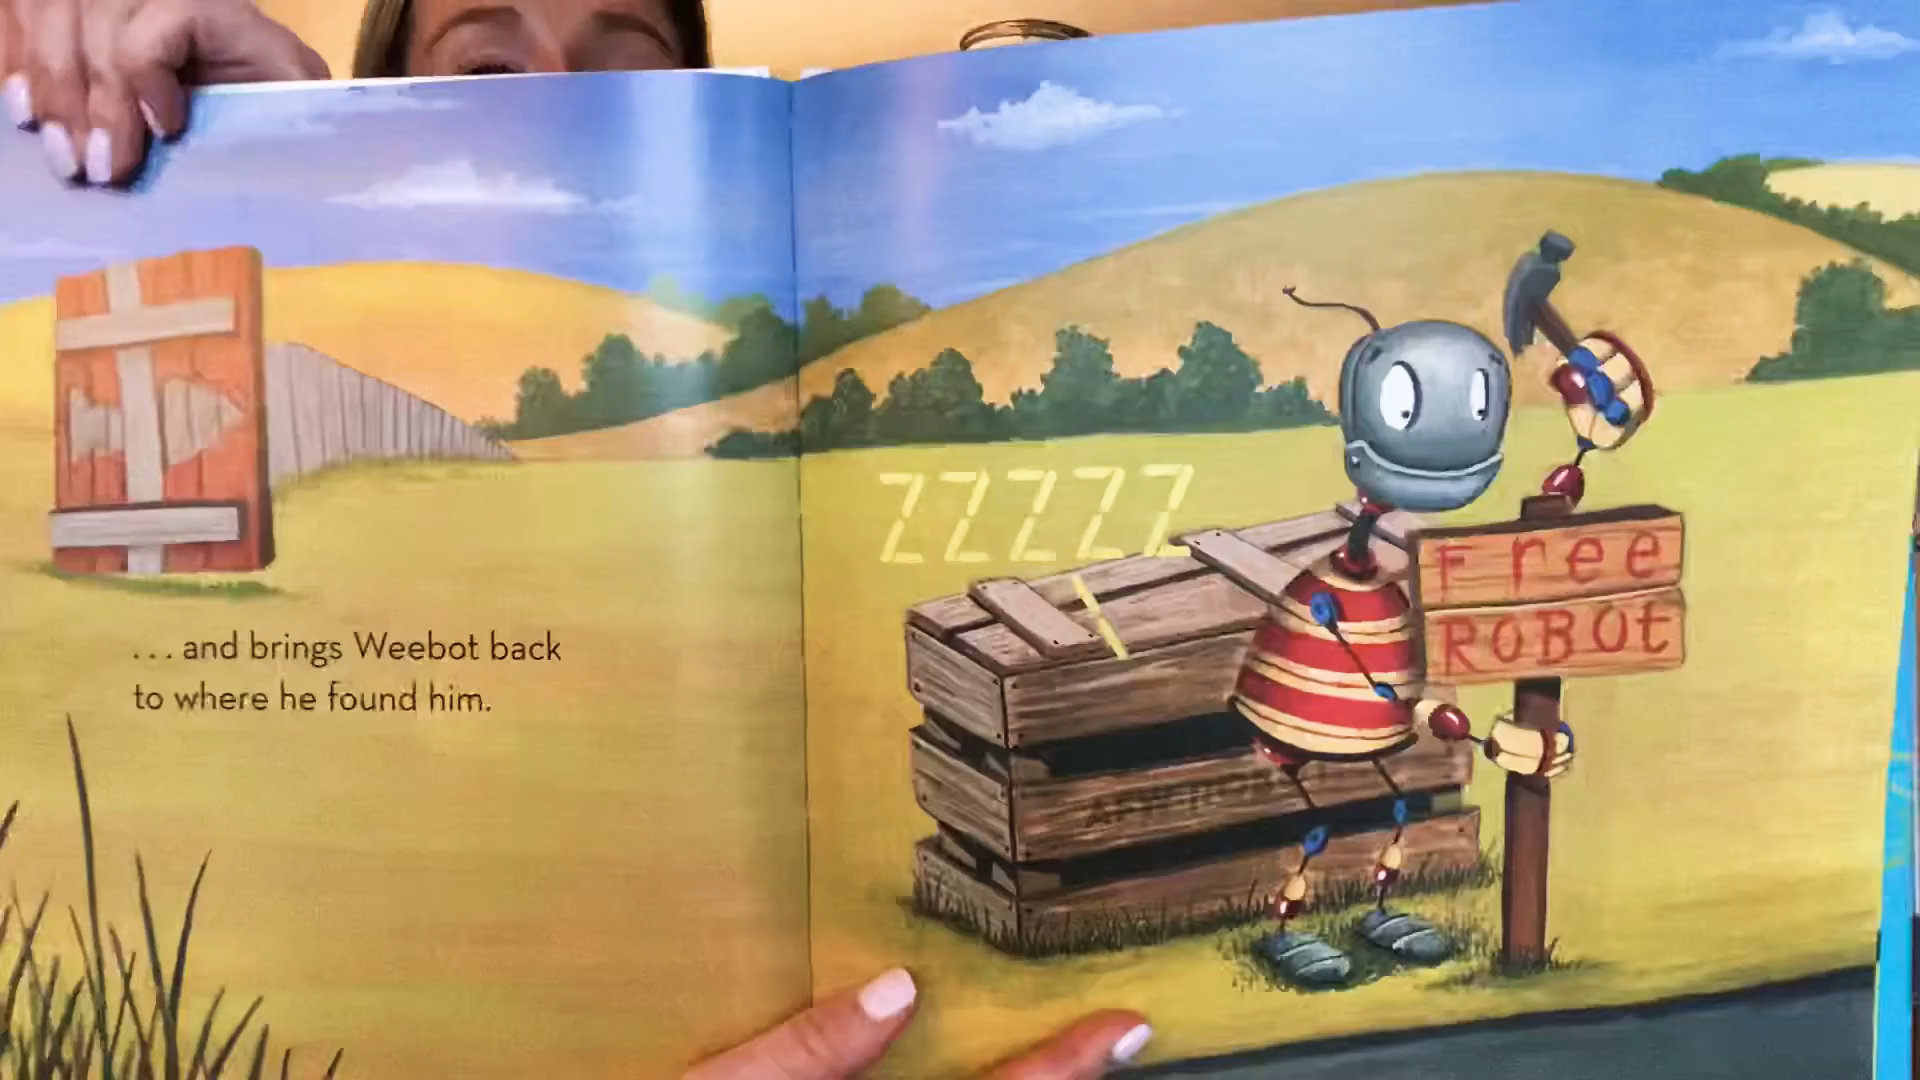 ... and brings Weebot back
to where he found him.
ZZZZZ
Free
ROBOt